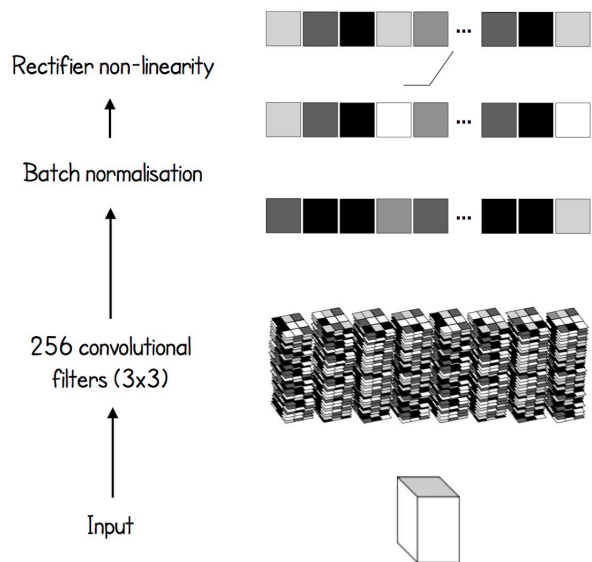 Rectifier non-linearity
...
Batch normalisation
...
...
256 convolutional
filters (3x3)
Input